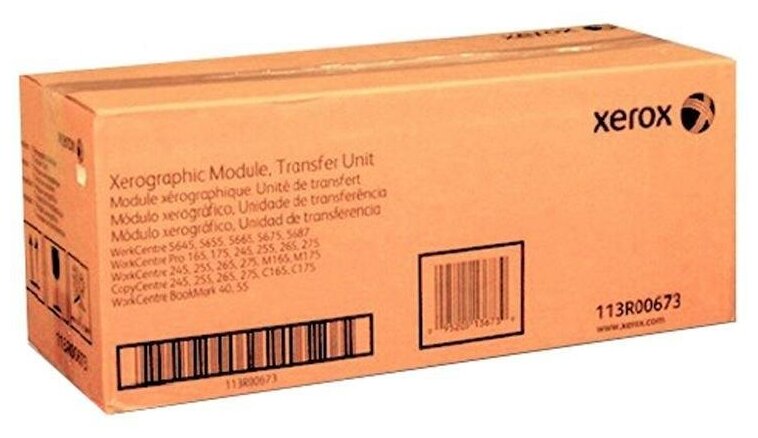 xerox
Xerographic Module, Transfer Unit
Module xérographique, Unité de transfert
Módulo xerográfico, Unidade de transferência
Módulo xerográfico, Unidad de transferencia
WorkCentre 5645, 5655, 5665, 5675, 5687
WorkCentre Pro 165, 175, 245, 255, 265, 275
WorkCentre 245, 255, 265, 275, M165, M175
CopyCentre 245, 255, 265, 275, C165, C175
WorkCentre BookMark 40, 55
113R00673
www.xerox.com
113R00673
113R00673